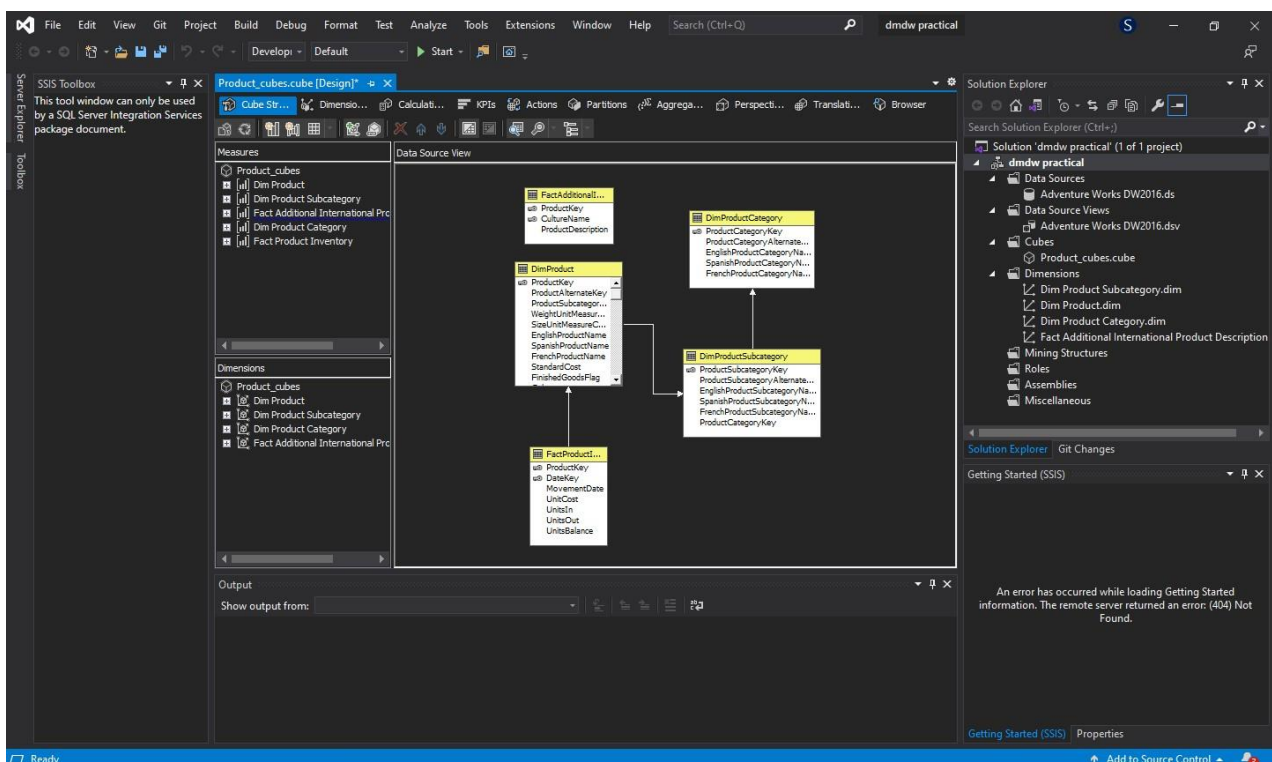 File Edit View Git Project Build Debug Format Test Analyze Tools Extensions Window Help Search (Ctrl+Q) dmdw practical S
Develop Default Start
Server Explorer
Toolbox
SSIS Toolbox
This tool window can only be used
by a SQL Server Integration Services
package document.
Product_cubes.cube [Design]*
Cube Str... Dimensio... Calculati... KPIs Actions Partitions Aggrega... Perspecti... Translati... Browser
Measures
Product_cubes
Dim Product
Dim Product Subcategory
Fact Additional International Prc
Dim Product Category
Fact Product Inventory
Dimensions
Product_cubes
Dim Product
Dim Product Subcategory
Dim Product Category
Fact Additional International Prc
Data Source View
FactAdditionalI...
ProductKey
CultureName
ProductDescription
DimProduct
ProductKey
ProductAlternateKey
ProductSubcategor...
WeightUnitMeasur...
SizeUnitMeasureC...
EnglishProductName
SpanishProductName
FrenchProductName
StandardCost
FinishedGoodsFlag
FactProductI...
ProductKey
DateKey
MovementDate
UnitCost
UnitsIn
UnitsOut
UnitsBalance
DimProductCategory
ProductCategoryKey
ProductCategoryAlternate...
EnglishProductCategoryNa...
SpanishProductCategoryN...
FrenchProductCategoryNa...
DimProductSubcategory
ProductSubcategoryKey
ProductSubcategoryAlternate...
EnglishProductSubcategoryNa...
SpanishProductSubcategoryN...
FrenchProductSubcategoryNa...
ProductCategoryKey
Output
Show output from:
Solution Explorer
Search Solution Explorer (Ctrl+;)
Solution 'dmdw practical' (1 of 1 project)
dmdw practical
Data Sources
Adventure Works DW2016.ds
Data Source Views
Adventure Works DW2016.dsv
Cubes
Product_cubes.cube
Dimensions
Dim Product Subcategory.dim
Dim Product.dim
Dim Product Category.dim
Fact Additional International Product Description
Mining Structures
Roles
Assemblies
Miscellaneous
Solution Explorer Git Changes
Getting Started (SSIS)
An error has occurred while loading Getting Started
information. The remote server returned an error: (404) Not
Found.
Getting Started (SSIS) Properties
Ready Add to Source Control